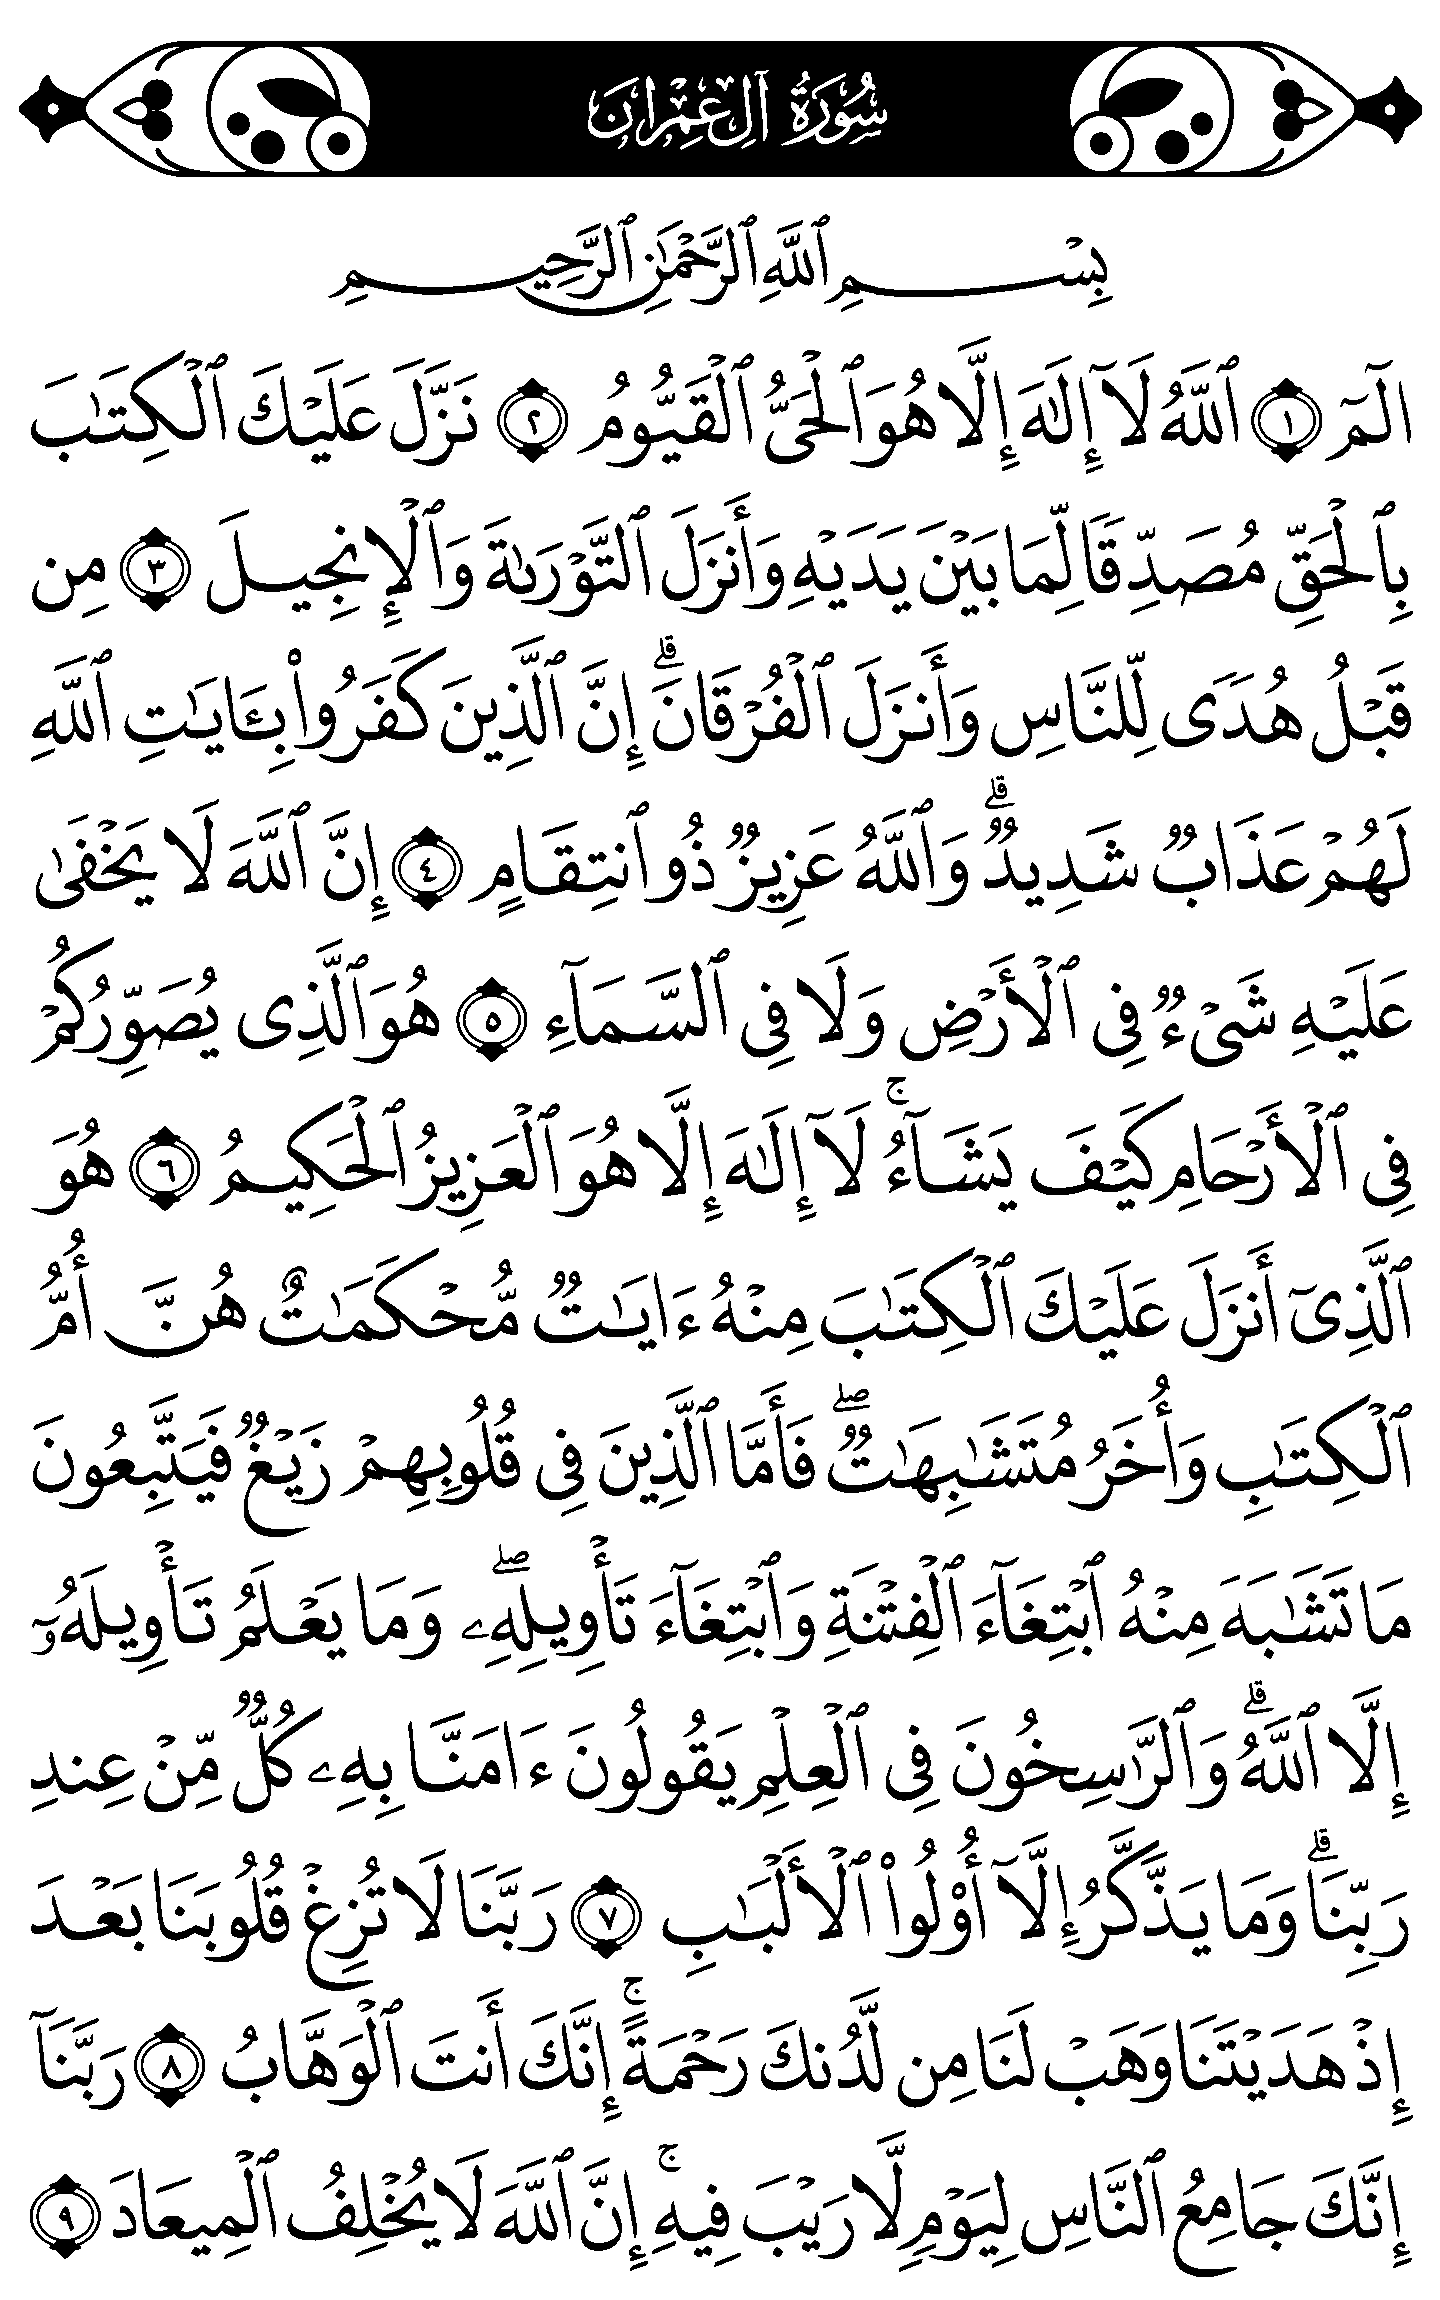 سُورَةُ آلِ عِمْرَانَ
بِسْمِ ٱللَّهِ ٱلرَّحْمَٰنِ ٱلرَّحِيمِ
الٓمٓ ١ ٱللَّهُ لَآ إِلَٰهَ إِلَّا هُوَ ٱلْحَىُّ ٱلْقَيُّومُ ٢ نَزَّلَ عَلَيْكَ ٱلْكِتَٰبَ
بِٱلْحَقِّ مُصَدِّقًا لِّمَا بَيْنَ يَدَيْهِ وَأَنزَلَ ٱلتَّوْرَىٰةَ وَٱلْإِنجِيلَ ٣ مِن
قَبْلُ هُدًى لِّلنَّاسِ وَأَنزَلَ ٱلْفُرْقَانَ ۗ إِنَّ ٱلَّذِينَ كَفَرُوا۟ بِـَٔايَٰتِ ٱللَّهِ
لَهُمْ عَذَابٌ شَدِيدٌ ۗ وَٱللَّهُ عَزِيزٌ ذُو ٱنتِقَامٍ ٤ إِنَّ ٱللَّهَ لَا يَخْفَىٰ
عَلَيْهِ شَىْءٌ فِى ٱلْأَرْضِ وَلَا فِى ٱلسَّمَآءِ ٥ هُوَ ٱلَّذِى يُصَوِّرُكُمْ
فِى ٱلْأَرْحَامِ كَيْفَ يَشَآءُ ۚ لَآ إِلَٰهَ إِلَّا هُوَ ٱلْعَزِيزُ ٱلْحَكِيمُ ٦ هُوَ
ٱلَّذِىٓ أَنزَلَ عَلَيْكَ ٱلْكِتَٰبَ مِنْهُ ءَايَٰتٌ مُّحْكَمَٰتٌ هُنَّ أُمُّ
ٱلْكِتَٰبِ وَأُخَرُ مُتَشَٰبِهَٰتٌ ۖ فَأَمَّا ٱلَّذِينَ فِى قُلُوبِهِمْ زَيْغٌ فَيَتَّبِعُونَ
مَا تَشَٰبَهَ مِنْهُ ٱبْتِغَآءَ ٱلْفِتْنَةِ وَٱبْتِغَآءَ تَأْوِيلِهِۦ ۖ وَمَا يَعْلَمُ تَأْوِيلَهُۥٓ
إِلَّا ٱللَّهُ ۗ وَٱلرَّٰسِخُونَ فِى ٱلْعِلْمِ يَقُولُونَ ءَامَنَّا بِهِۦ كُلٌّ مِّنْ عِندِ
رَبِّنَا ۗ وَمَا يَذَّكَّرُ إِلَّآ أُو۟لُوا۟ ٱلْأَلْبَٰبِ ٧ رَبَّنَا لَا تُزِغْ قُلُوبَنَا بَعْدَ
إِذْ هَدَيْتَنَا وَهَبْ لَنَا مِن لَّدُنكَ رَحْمَةً ۚ إِنَّكَ أَنتَ ٱلْوَهَّابُ ٨ رَبَّنَآ
إِنَّكَ جَامِعُ ٱلنَّاسِ لِيَوْمٍ لَّا رَيْبَ فِيهِ ۚ إِنَّ ٱللَّهَ لَا يُخْلِفُ ٱلْمِيعَادَ ٩